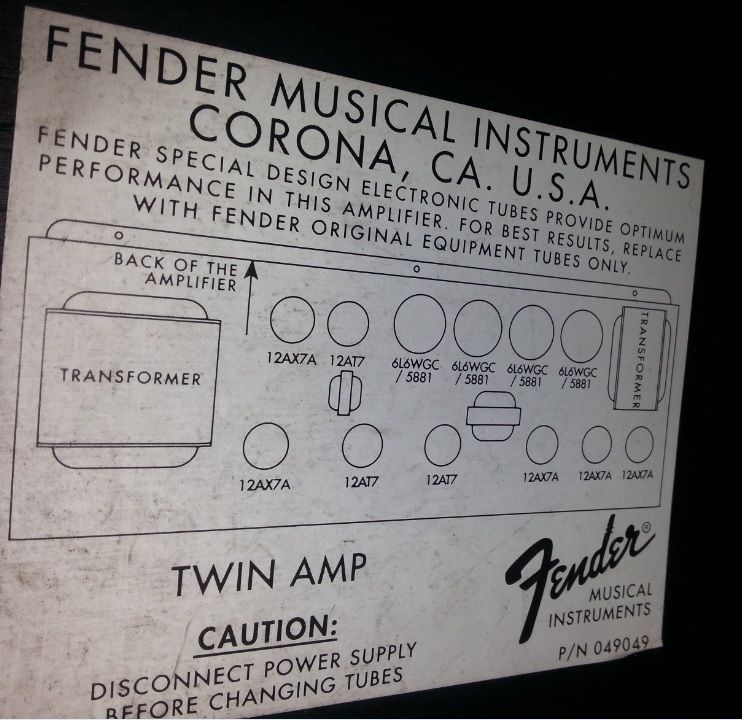 FENDER MUSICAL INSTRUMENTS
CORONA, CA. U.S.A.
FENDER SPECIAL DESIGN ELECTRONIC TUBES PROVIDE OPTIMUM
PERFORMANCE IN THIS AMPLIFIER. FOR BEST RESULTS, REPLACE
WITH FENDER ORIGINAL EQUIPMENT TUBES ONLY.
BACK OF THE
AMPLIFIER
12AX7A 12AT7 6L6WGC 6L6WGC 6L6WGC 6L6WGC
/ 5881 / 5881 / 5881 / 5881
TRANSFORMER
TRANSFORMER
12AX7A 12AT7 12AT7 12AX7A 12AX7A 12AX7A
TWIN AMP
Fender®
MUSICAL
INSTRUMENTS
P/N 049049
CAUTION:
DISCONNECT POWER SUPPLY
BEFORE CHANGING TUBES